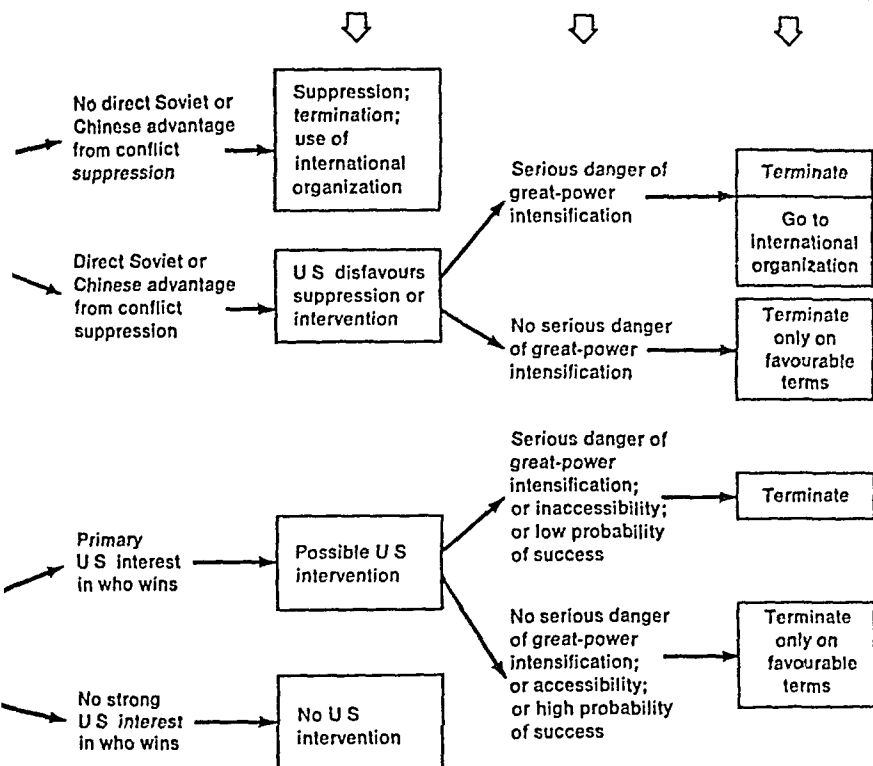 No direct Soviet or
Chinese advantage
from conflict
suppression
Suppression;
termination;
use of
international
organization
Serious danger of
great-power
intensification
Terminate
Go to
international
organization
Direct Soviet or
Chinese advantage
from conflict
suppression
U S disfavours
suppression or
intervention
No serious danger
of great-power
intensification
Terminate
only on
favourable
terms
Primary
U S interest
in who wins
Possible U S
intervention
Serious danger of
great-power
intensification;
or inaccessibility;
or low probability
of success
Terminate
No serious danger
of great-power
intensification;
or accessibility;
or high probability
of success
Terminate
only on
favourable
terms
No strong
U S interest
in who wins
No U S
intervention